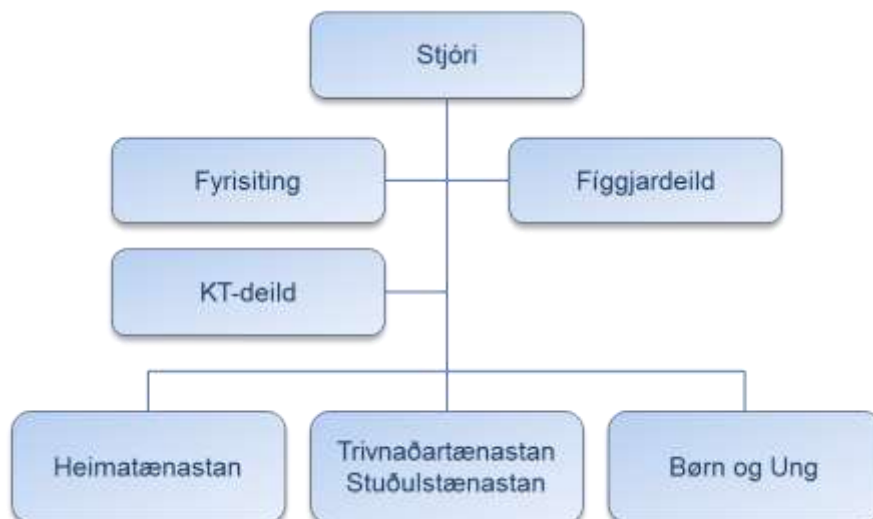 Stjóri
Fyrisiting
Fíggjardeild
KT-deild
Heimatænastan
Trivnaðartænastan
Stuðulstænastan
Børn og Ung